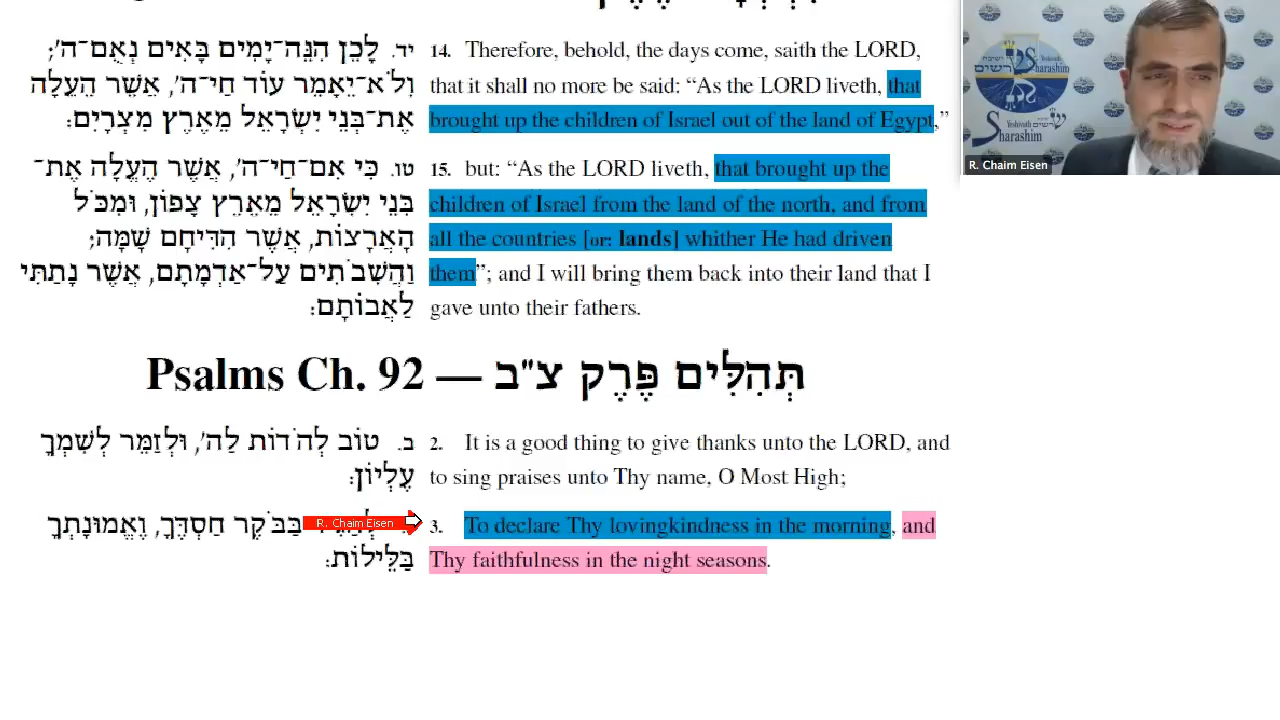 יד. לָכֵן הִנֵּה־יָמִים בָּאִים נְאֻם־ה';
וְלֹא־יֵאָמֵר עוֹד חַי־ה', אֲשֶׁר הֶעֱלָה
אֶת־בְּנֵי יִשְׂרָאֵל מֵאֶרֶץ מִצְרָיִם:
14. Therefore, behold, the days come, saith the LORD,
that it shall no more be said: “As the LORD liveth, that
brought up the children of Israel out of the land of Egypt,”
טו. כִּי אִם־חַי־ה', אֲשֶׁר הֶעֱלָה אֶת־
בְּנֵי יִשְׂרָאֵל מֵאֶרֶץ צָפוֹן, וּמִכֹּל
הָאֲרָצוֹת, אֲשֶׁר הִדִּיחָם שָׁמָּה;
וַהֲשִׁבֹתִים עַל־אַדְמָתָם, אֲשֶׁר נָתַתִּי
לַאֲבוֹתָם:
15. but: “As the LORD liveth, that brought up the
children of Israel from the land of the north, and from
all the countries [or: lands] whither He had driven
them”; and I will bring them back into their land that I
gave unto their fathers.
Psalms Ch. 92 — תְּהִלִּים פֶּרֶק צ"ב
ב. טוֹב לְהֹדוֹת לַה', וּלְזַמֵּר לְשִׁמְךָ
עֶלְיוֹן:
2. It is a good thing to give thanks unto the LORD, and
to sing praises unto Thy name, O Most High;
בַּבֹּקֶר חַסְדֶּךָ, וֶאֱמוּנָתְךָ
בַּלֵּילוֹת:
R. Chaim Eisen
3. To declare Thy lovingkindness in the morning, and
Thy faithfulness in the night seasons.
Sharashim
Yeshivath
Sharashim
R. Chaim Eisen